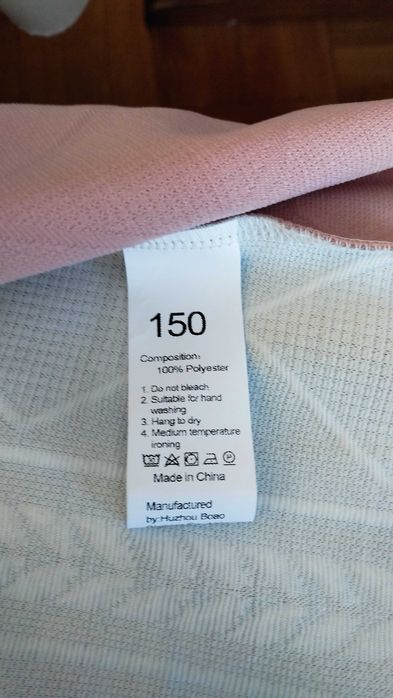 150
Composition:
100% Polyester
1. Do not bleach
2. Suitable for hand
washing
3. Hang to dry
4. Medium temperature
ironing
Made in China
Manufactured
by:Huzhou Boao